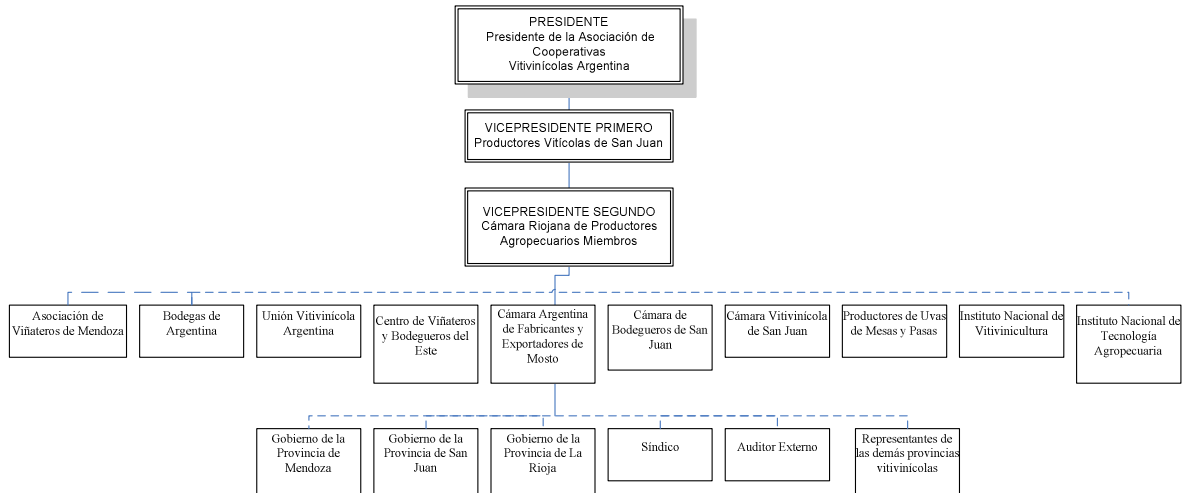 PRESIDENTE
Presidente de la Asociación de
Cooperativas
Vitivinícolas Argentina
VICEPRESIDENTE PRIMERO
Productores Vitícolas de San Juan
VICEPRESIDENTE SEGUNDO
Cámara Riojana de Productores
Agropecuarios Miembros
Asociación de
Viñateros de Mendoza
Bodegas de
Argentina
Unión Vitivinícola
Argentina
Centro de Viñateros
y Bodegueros del
Este
Cámara Argentina
de Fabricantes y
Exportadores de
Mosto
Cámara de
Bodegueros de San
Juan
Cámara Vitivinícola
de San Juan
Productores de Uvas
de Mesas y Pasas
Instituto Nacional de
Vitivinicultura
Instituto Nacional de
Tecnología
Agropecuaria
Gobierno de la
Provincia de
Mendoza
Gobierno de la
Provincia de San
Juan
Gobierno de la
Provincia de La
Rioja
Síndico
Auditor Externo
Representantes de
las demás provincias
vitivinícolas